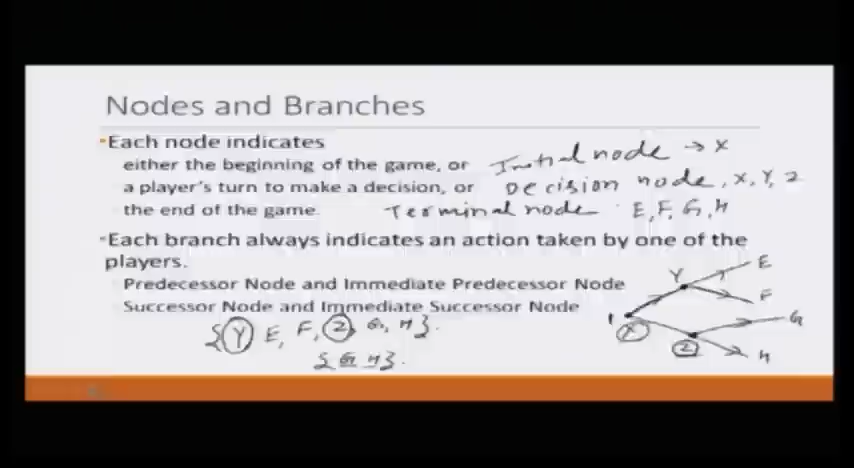 Nodes and Branches
Each node indicates
either the beginning of the game, or Initial node → X
a player's turn to make a decision, or Decision node, X, Y, Z
the end of the game. Terminal node E, F, G, H
Each branch always indicates an action taken by one of the
players.
Predecessor Node and Immediate Predecessor Node
Successor Node and Immediate Successor Node
{Y E, F, Z, G, H}.
{G H}.
E
Y
F
1
G
X
Z
H